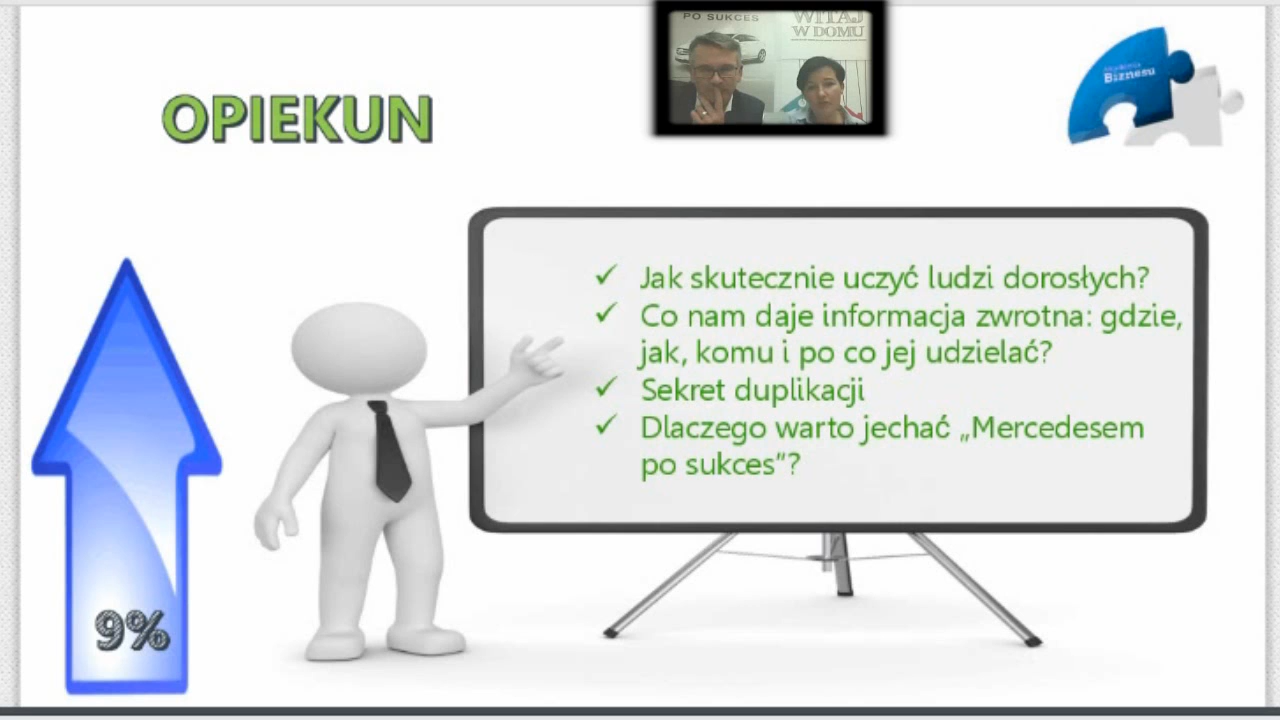 PO SUKCES
WITAJ
W DOMU
Akademia
Biznesu
OPIEKUN
✓ Jak skutecznie uczyć ludzi dorosłych?
✓ Co nam daje informacja zwrotna: gdzie,
jak, komu i po co jej udzielać?
✓ Sekret duplikacji
✓ Dlaczego warto jechać „Mercedesem
po sukces”?
9%